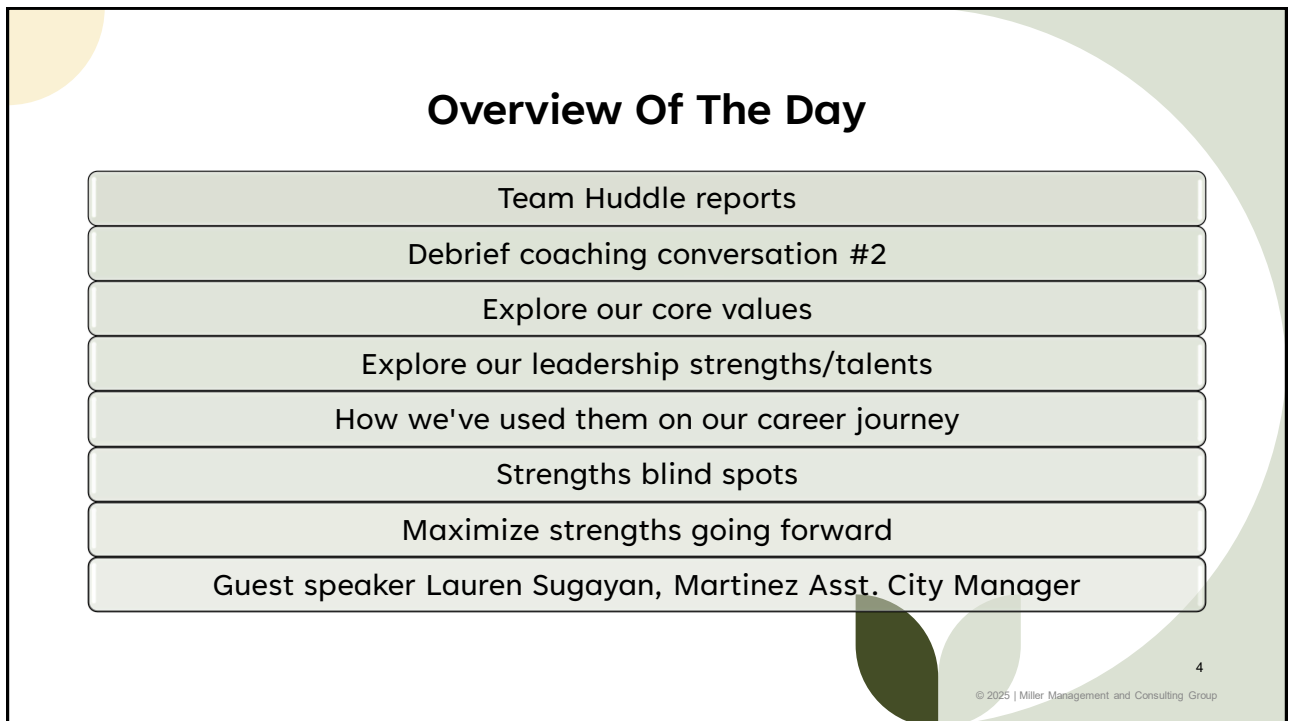 Overview Of The Day
Team Huddle reports
Debrief coaching conversation #2
Explore our core values
Explore our leadership strengths/talents
How we've used them on our career journey
Strengths blind spots
Maximize strengths going forward
Guest speaker Lauren Sugayan, Martinez Asst. City Manager
4
© 2025 | Miller Management and Consulting Group